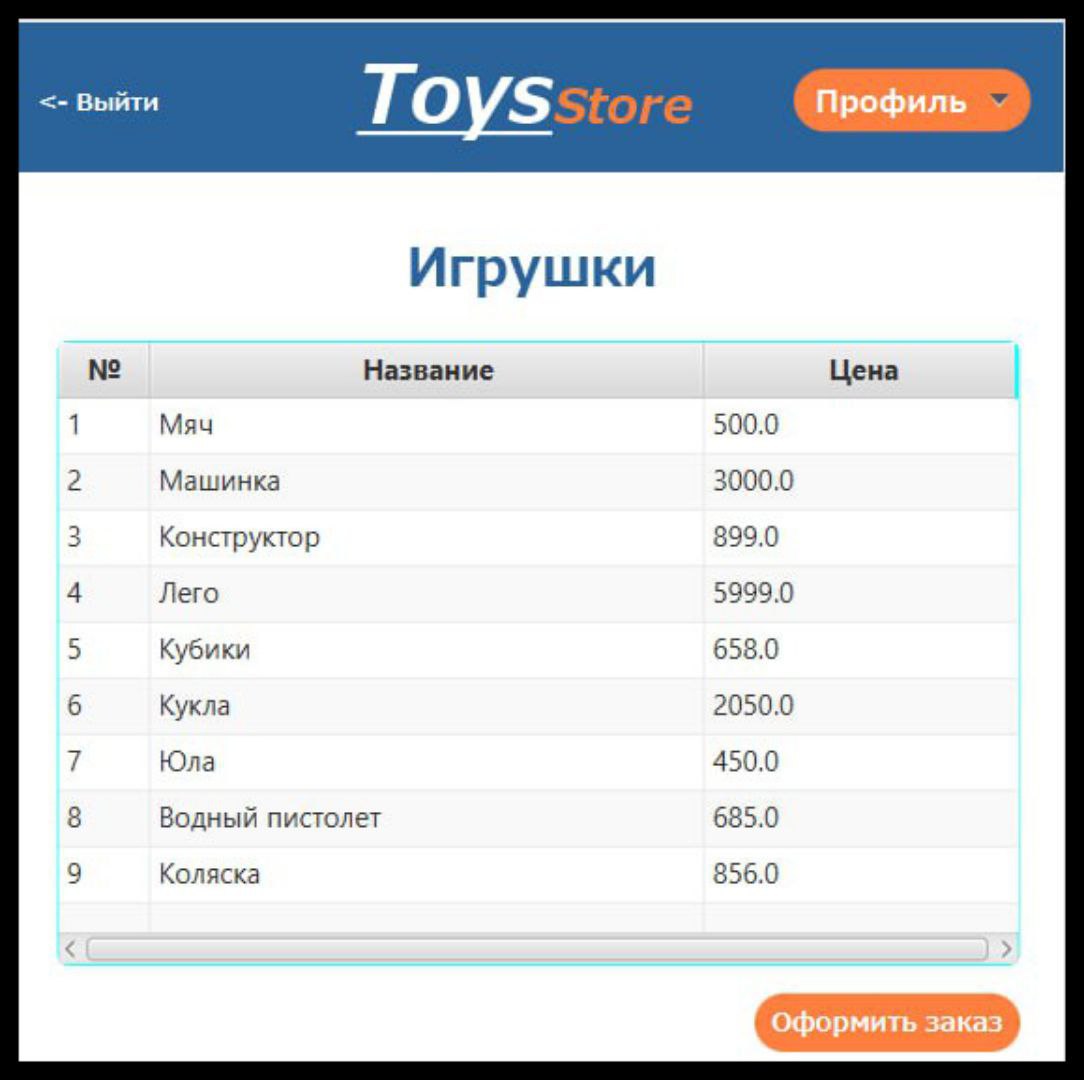 <- Выйти ToysStore Профиль
Игрушки
№ Название Цена
1 Мяч 500.0
2 Машинка 3000.0
3 Конструктор 899.0
4 Лего 5999.0
5 Кубики 658.0
6 Кукла 2050.0
7 Юла 450.0
8 Водный пистолет 685.0
9 Коляска 856.0
Оформить заказ